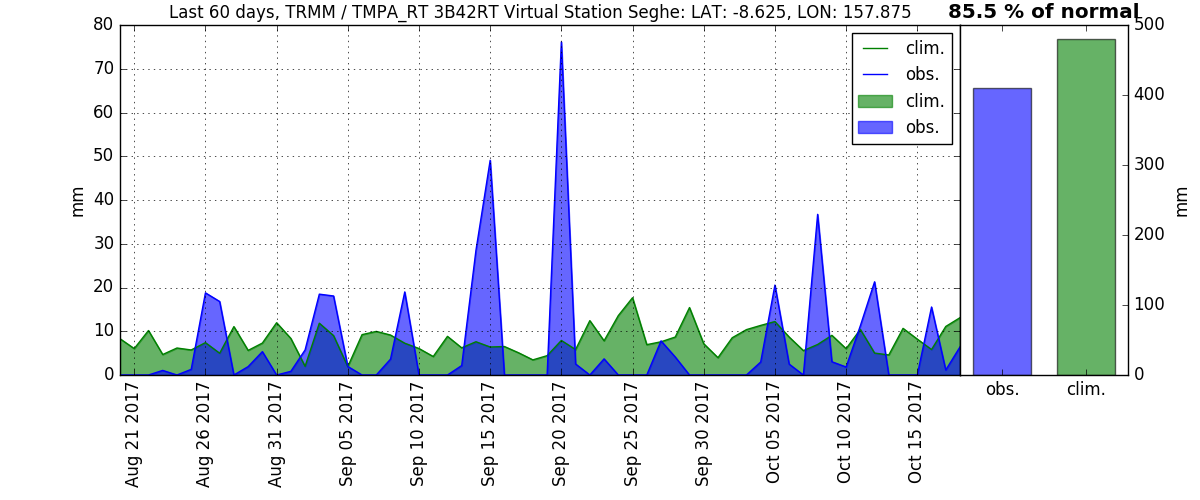 Last 60 days, TRMM / TMPA_RT 3B42RT Virtual Station Seghe: LAT: -8.625, LON: 157.875
85.5 % of normal
80
70
60
50
40
30
20
10
0
mm
clim.
obs.
clim.
obs.
500
400
300
200
100
0
mm
obs.
clim.
Aug 21 2017
Aug 26 2017
Aug 31 2017
Sep 05 2017
Sep 10 2017
Sep 15 2017
Sep 20 2017
Sep 25 2017
Sep 30 2017
Oct 05 2017
Oct 10 2017
Oct 15 2017